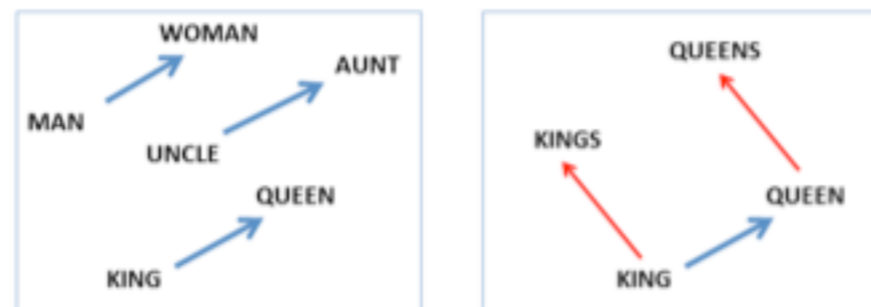 WOMAN
AUNT
MAN
UNCLE
QUEEN
KING
QUEENS
KINGS
QUEEN
KING